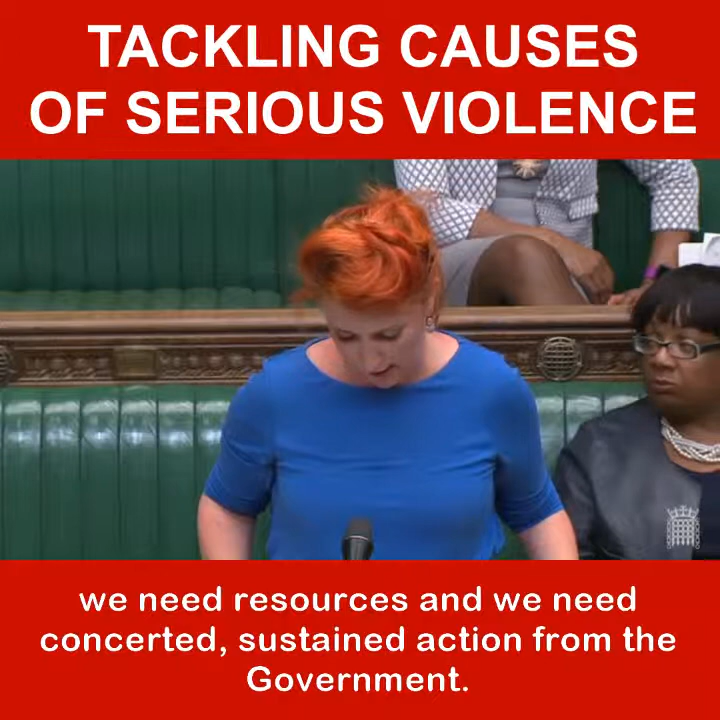 TACKLING CAUSES
OF SERIOUS VIOLENCE
we need resources and we need
concerted, sustained action from the
Government.